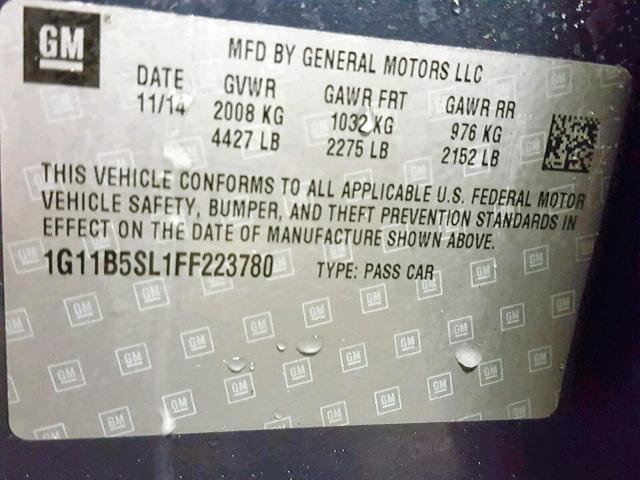 GM
MFD BY GENERAL MOTORS LLC
DATE GVWR GAWR FRT GAWR RR
11/14 2008 KG 1032 KG 976 KG
4427 LB 2275 LB 2152 LB
THIS VEHICLE CONFORMS TO ALL APPLICABLE U.S. FEDERAL MOTOR
VEHICLE SAFETY, BUMPER, AND THEFT PREVENTION STANDARDS IN
EFFECT ON THE DATE OF MANUFACTURE SHOWN ABOVE.
1G11B5SL1FF223780 TYPE: PASS CAR